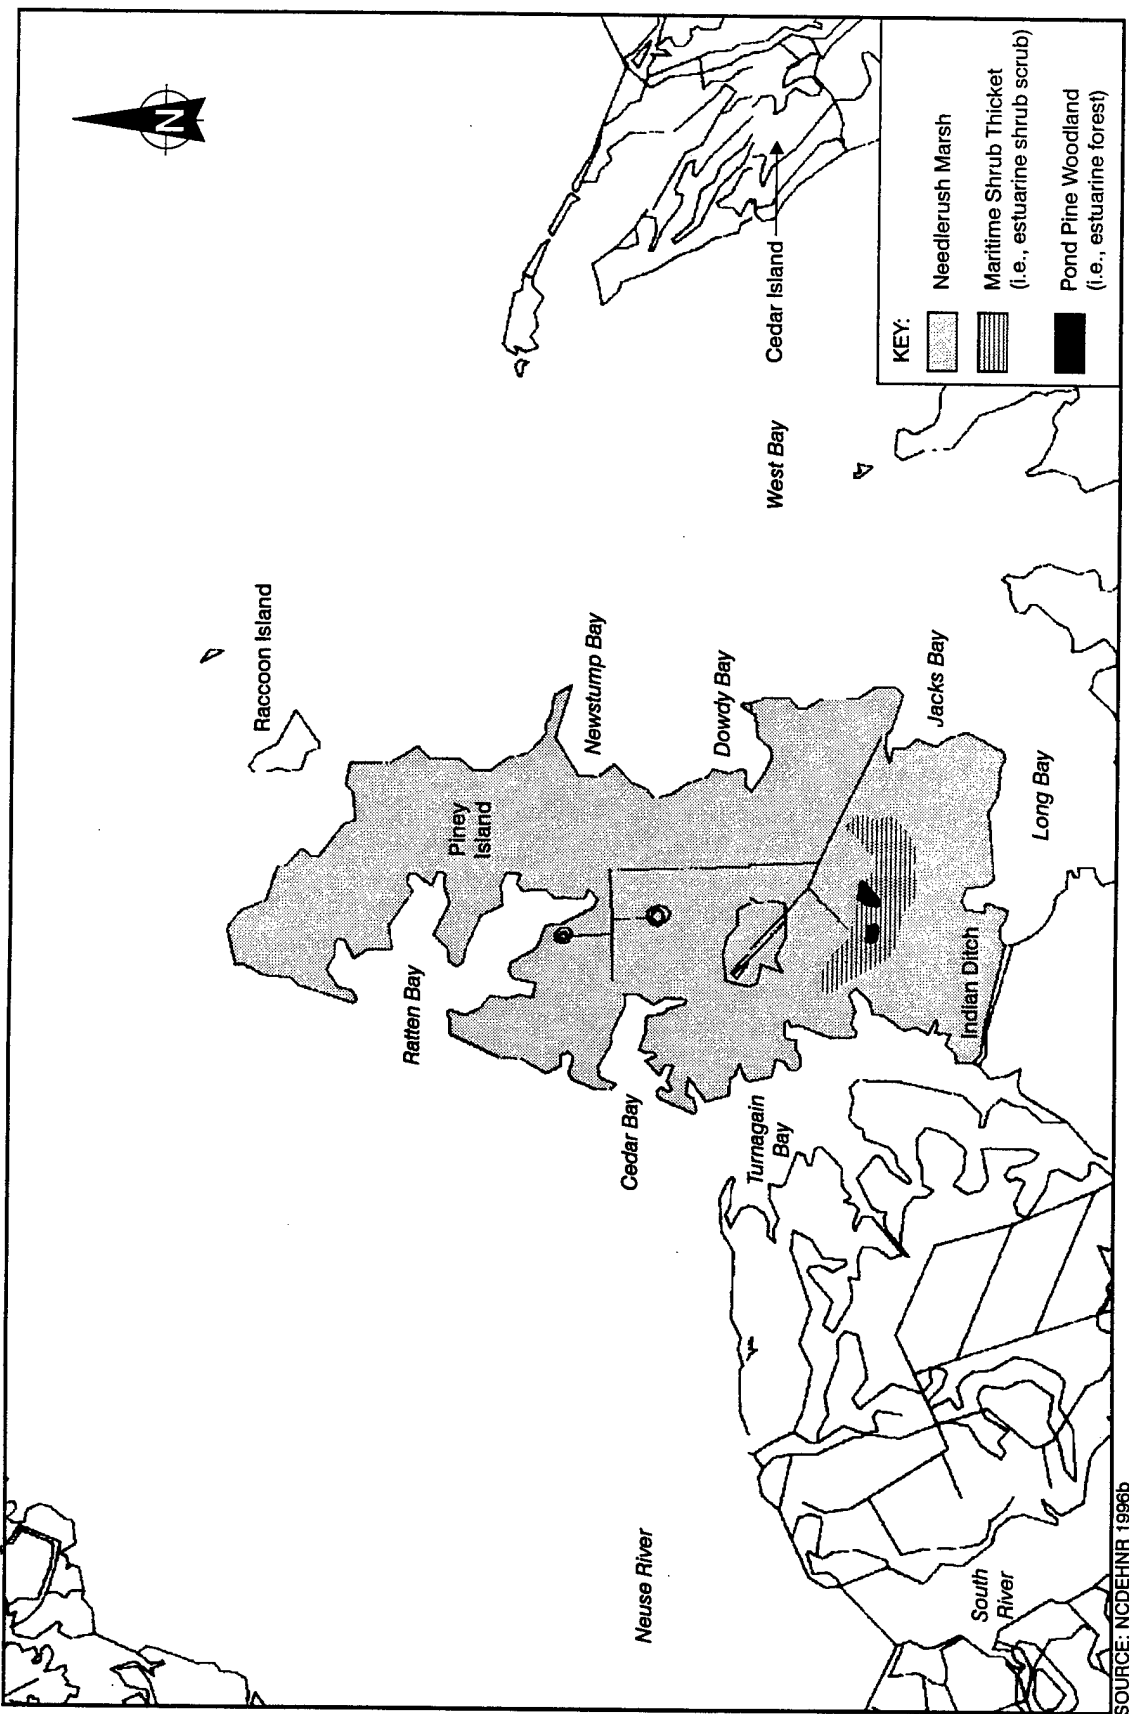 N
Raccoon Island
Piney
Island
Newstump Bay
Ratten Bay
Dowdy Bay
West Bay
Cedar Island
Cedar Bay
Turnagain
Bay
Jacks Bay
Long Bay
Indian Ditch
Neuse River
South
River
KEY:
Needlerush Marsh
Maritime Shrub Thicket
(i.e., estuarine shrub scrub)
Pond Pine Woodland
(i.e., estuarine forest)
SOURCE: NCDEHNR 1996b